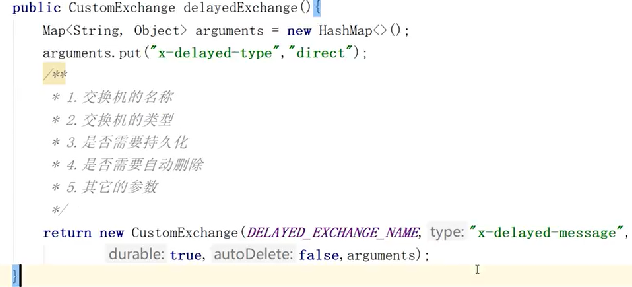 public CustomExchange delayedExchange(){
Map<String, Object> arguments = new HashMap<>();
arguments.put("x-delayed-type","direct");
/**
* 1.交换机的名称
* 2.交换机的类型
* 3.是否需要持久化
* 4.是否需要自动删除
* 5.其它的参数
*/
return new CustomExchange(DELAYED_EXCHANGE_NAME, type: "x-delayed-message",
durable: true, autoDelete: false,arguments);
}